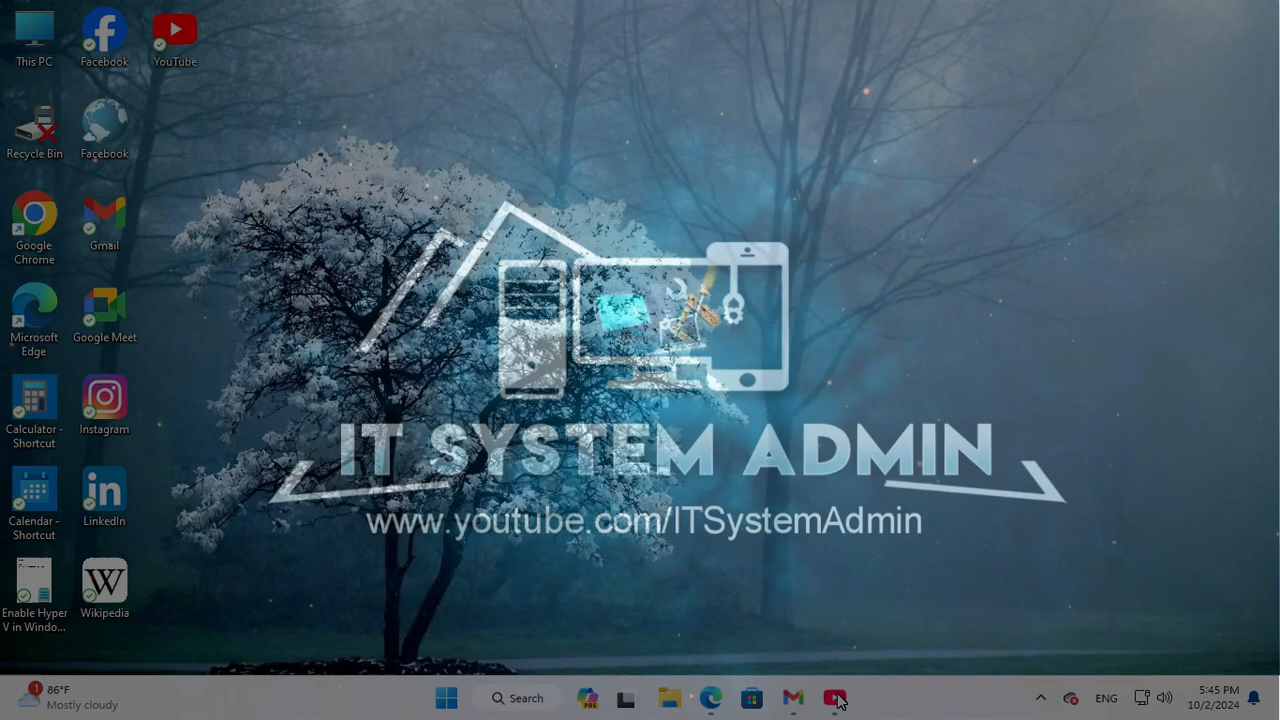 This PC
Facebook
YouTube
Recycle Bin
Facebook
Google
Chrome
Gmail
Microsoft
Edge
Google Meet
Calculator -
Shortcut
Instagram
Calendar -
Shortcut
LinkedIn
Enable Hyper
V in Windo...
Wikipedia
IT SYSTEM ADMIN
www.youtube.com/ITSystemAdmin
1
86°F
Mostly cloudy
Search
PRE
ENG
5:45 PM
10/2/2024